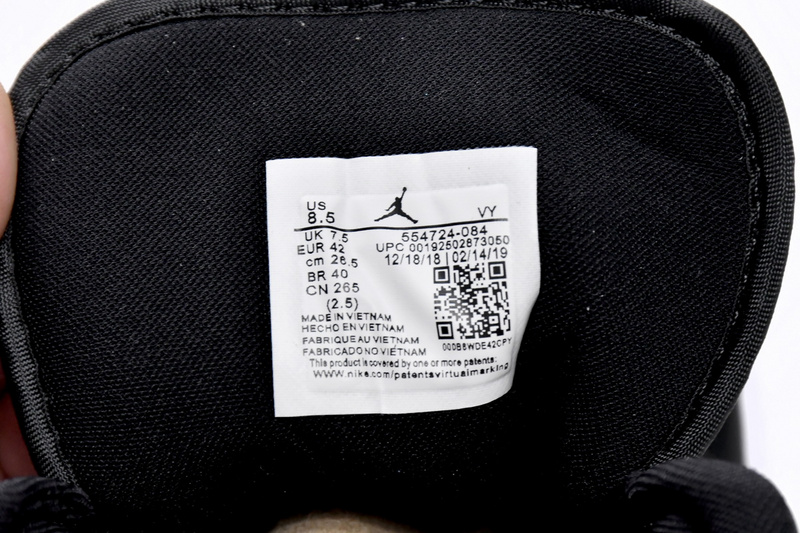 US
8.5 VY
UK 7.5 554724-084
EUR 42 UPC 00192502873050
cm 26.5 12/18/18 | 02/14/19
BR 40
CN 265
(2.5)
MADE IN VIETNAM
HECHO EN VIETNAM
FABRIQUE AU VIETNAM
FABRICADO NO VIETNAM 000B8WDE42CPY
This product is covered by one or more patents:
www.nike.com/patentsvirtualmarking